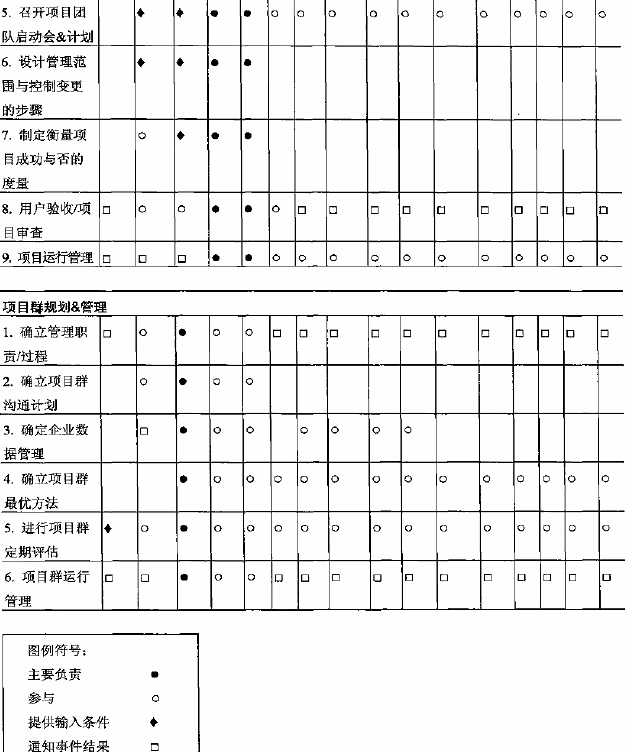 5. 召开项目团 ◆ ◆ ● ● ○ ○ ○ ○ ○ ○ ○ ○ ○ ○ ○
队启动会&计划
6. 设计管理范 ◆ ◆ ● ●
围与控制变更
的步骤
7. 制定衡量项 ○ ◆ ● ●
目成功与否的
度量
8. 用户验收/项 □ ○ ○ ● ● ○ □ □ □ □ □ □ □ □ □ □
目审查
9. 项目运行管理 □ □ □ ● ● ○ ○ ○ ○ ○ ○ ○ ○ ○ ○ ○
项目群规划&管理
1. 确立管理职 □ ○ ● ○ ○ □ □ □ □ □ □ □ □ □ □ □
责/过程
2. 确立项目群 ○ ● ○ ○
沟通计划
3. 确定企业数 □ ● ○ ○ ○ ○ ○ ○
据管理
4. 确立项目群 ● ○ ○ ○ ○ ○ ○ ○ ○ ○ ○ ○ ○ ○
最优方法
5. 进行项目群 ◆ ○ ● ○ ○ ○ ○ ○ ○ ○ ○ ○ ○ ○ ○ ○
定期评估
6. 项目群运行 □ □ ● ○ ○ □ □ □ □ □ □ □ □ □ □ □
管理
图例符号：
主要负责 ●
参与 ○
提供输入条件 ◆
通知事件结果 □